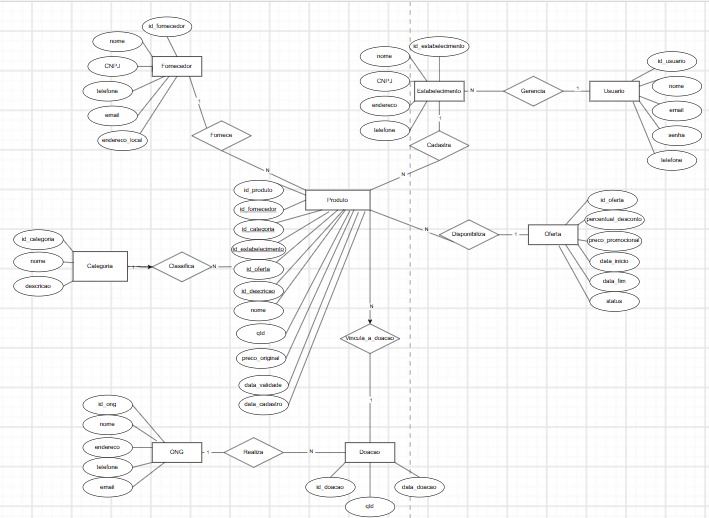 id_fornecedor
nome
CNPJ
telefone
email
endereco_local
Fornecedor
1
Fornece
N
id_estabelecimento
nome
CNPJ
endereco
telefone
Estabelecimento
N
Gerencia
1
Usuario
id_usuario
nome
email
senha
telefone
1
Cadastra
N
Produto
id_produto
id_fornecedor
id_categoria
id_estabelecimento
id_oferta
id_descricao
nome
qtd
preco_original
data_validade
data_cadastro
N
Disponibiliza
1
Oferta
id_oferta
percentual_desconto
preco_promocional
data_inicio
data_fim
status
id_categoria
nome
descricao
Categoria
1
Classifica
N
N
Vincula_a_doacao
1
id_ong
nome
endereco
telefone
email
ONG
1
Realiza
N
Doacao
id_doacao
qtd
data_doacao